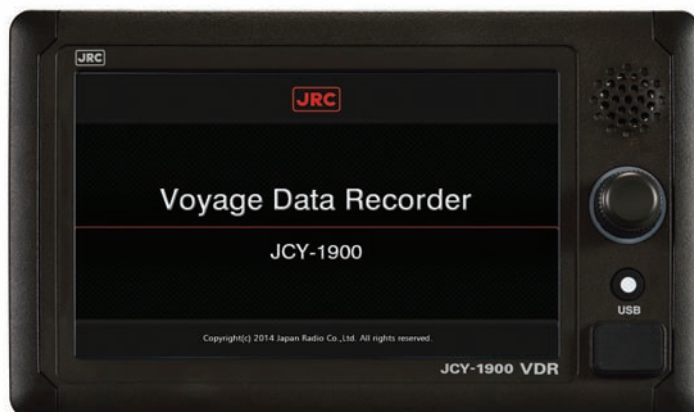 JRC
JRC
Voyage Data Recorder
JCY-1900
USB
Copyright(c) 2014 Japan Radio Co.,Ltd. All rights reserved.
JCY-1900 VDR